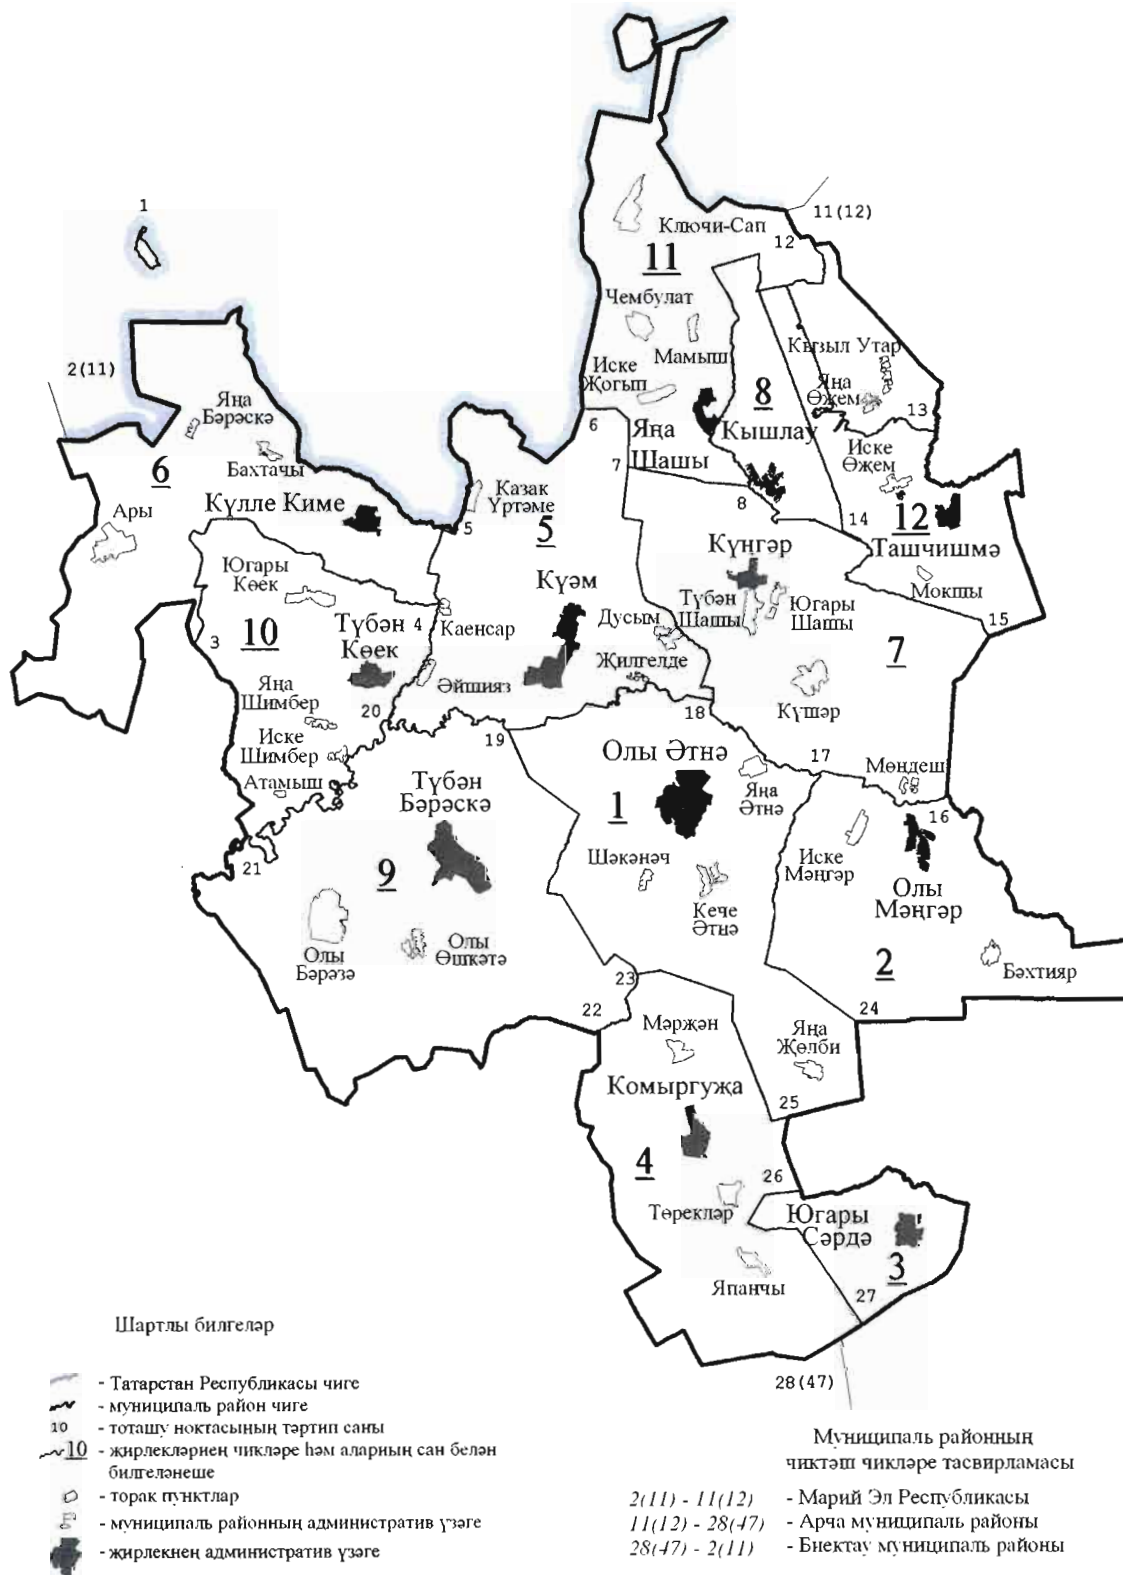 1
11(12)
Ключи-Сап
12
11
2(11)
Чембулат
Мамыш
Кызыл Утар
Иске
Җогып
Яңа
Өҗем
8
13
Яңа
Бәрәскә
6
Яңа
Шашы
Кышлау
7
Иске
Өҗем
Бахтачы
6
Күлле Киме
Казак
Үртәме
5
5
8
14
12
Ары
Күңгәр
Ташчишмә
Югары
Көек
Күәм
Мокшы
Түбән
Шашы
Югары
Шашы
15
3
10
Түбән
Көек
4
Каенсар
Дусым
Җилгелде
7
Яңа
Шимбер
Әйшияз
Күшәр
20
18
Иске
Шимбер
19
17
Атамыш
Түбән
Бәрәскә
Олы Әтнә
Яңа
Әтнә
Мөндеш
1
16
21
9
Шәкәнәч
Иске
Мәңгәр
Олы
Мәңгәр
Кече
Әтнә
Олы
Бәрәзә
Олы
Өшкәтә
2
Бәхтияр
23
22
24
Мәрҗән
Яңа
Җөлби
Комыргуҗа
25
4
26
Төрекләр
Югары
Сәрдә
3
Япанчы
27
28(47)
Шартлы билгеләр
- Татарстан Республикасы чиге
- муниципаль район чиге
10 - тоташу ноктасының тәртип саны
10 - җирлекләрнең чикләре һәм аларның сан белән
билгеләнеше
- торак пунктлар
- муниципаль районның административ үзәге
- җирлекнең административ үзәге
Муниципаль районның
чиктәш чикләре тасвирламасы
2(11) - 11(12) - Марий Эл Республикасы
11(12) - 28(47) - Арча муниципаль районы
28(47) - 2(11) - Биектау муниципаль районы